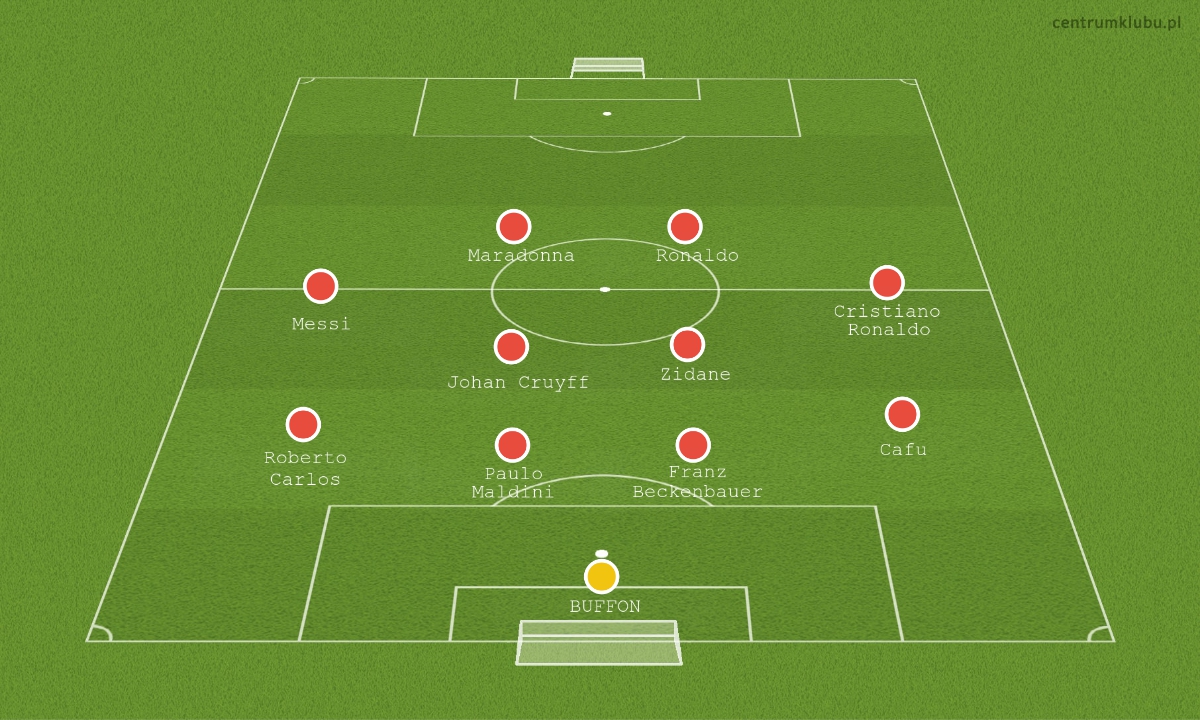 centrumklubu.pl
Maradonna
Ronaldo
Messi
Cristiano
Ronaldo
Johan Cruyff
Zidane
Roberto
Carlos
Paulo
Maldini
Franz
Beckenbauer
Cafu
BUFFON